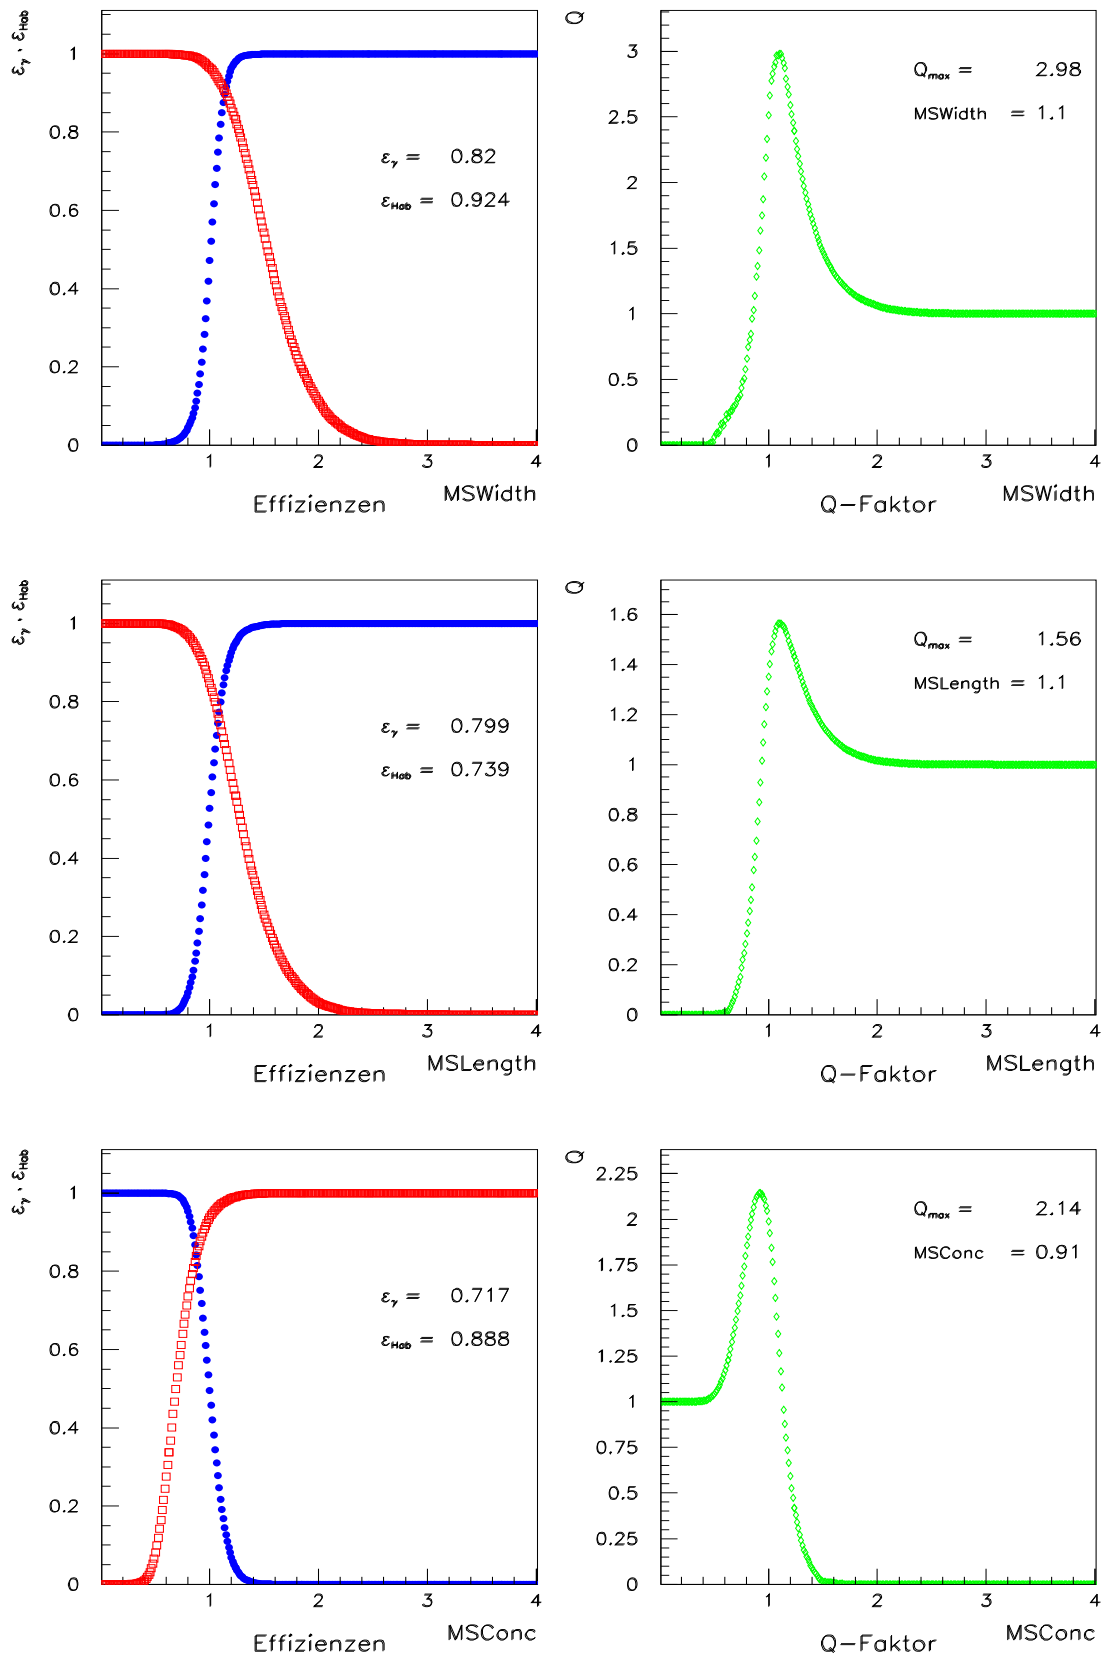 ε_γ , ε_Hab
1
0.8
0.6
0.4
0.2
0
1 2 3 4
ε_γ = 0.82
ε_Hab = 0.924
MSWidth
Effizienzen
Q
3
2.5
2
1.5
1
0.5
0
1 2 3 4
Q_max = 2.98
MSWidth = 1.1
MSWidth
Q-Faktor
ε_γ , ε_Hab
1
0.8
0.6
0.4
0.2
0
1 2 3 4
ε_γ = 0.799
ε_Hab = 0.739
MSLength
Effizienzen
Q
1.6
1.4
1.2
1
0.8
0.6
0.4
0.2
0
1 2 3 4
Q_max = 1.56
MSLength = 1.1
MSLength
Q-Faktor
ε_γ , ε_Hab
1
0.8
0.6
0.4
0.2
0
1 2 3 4
ε_γ = 0.717
ε_Hab = 0.888
MSConc
Effizienzen
Q
2.25
2
1.75
1.5
1.25
1
0.75
0.5
0.25
0
1 2 3 4
Q_max = 2.14
MSConc = 0.91
MSConc
Q-Faktor